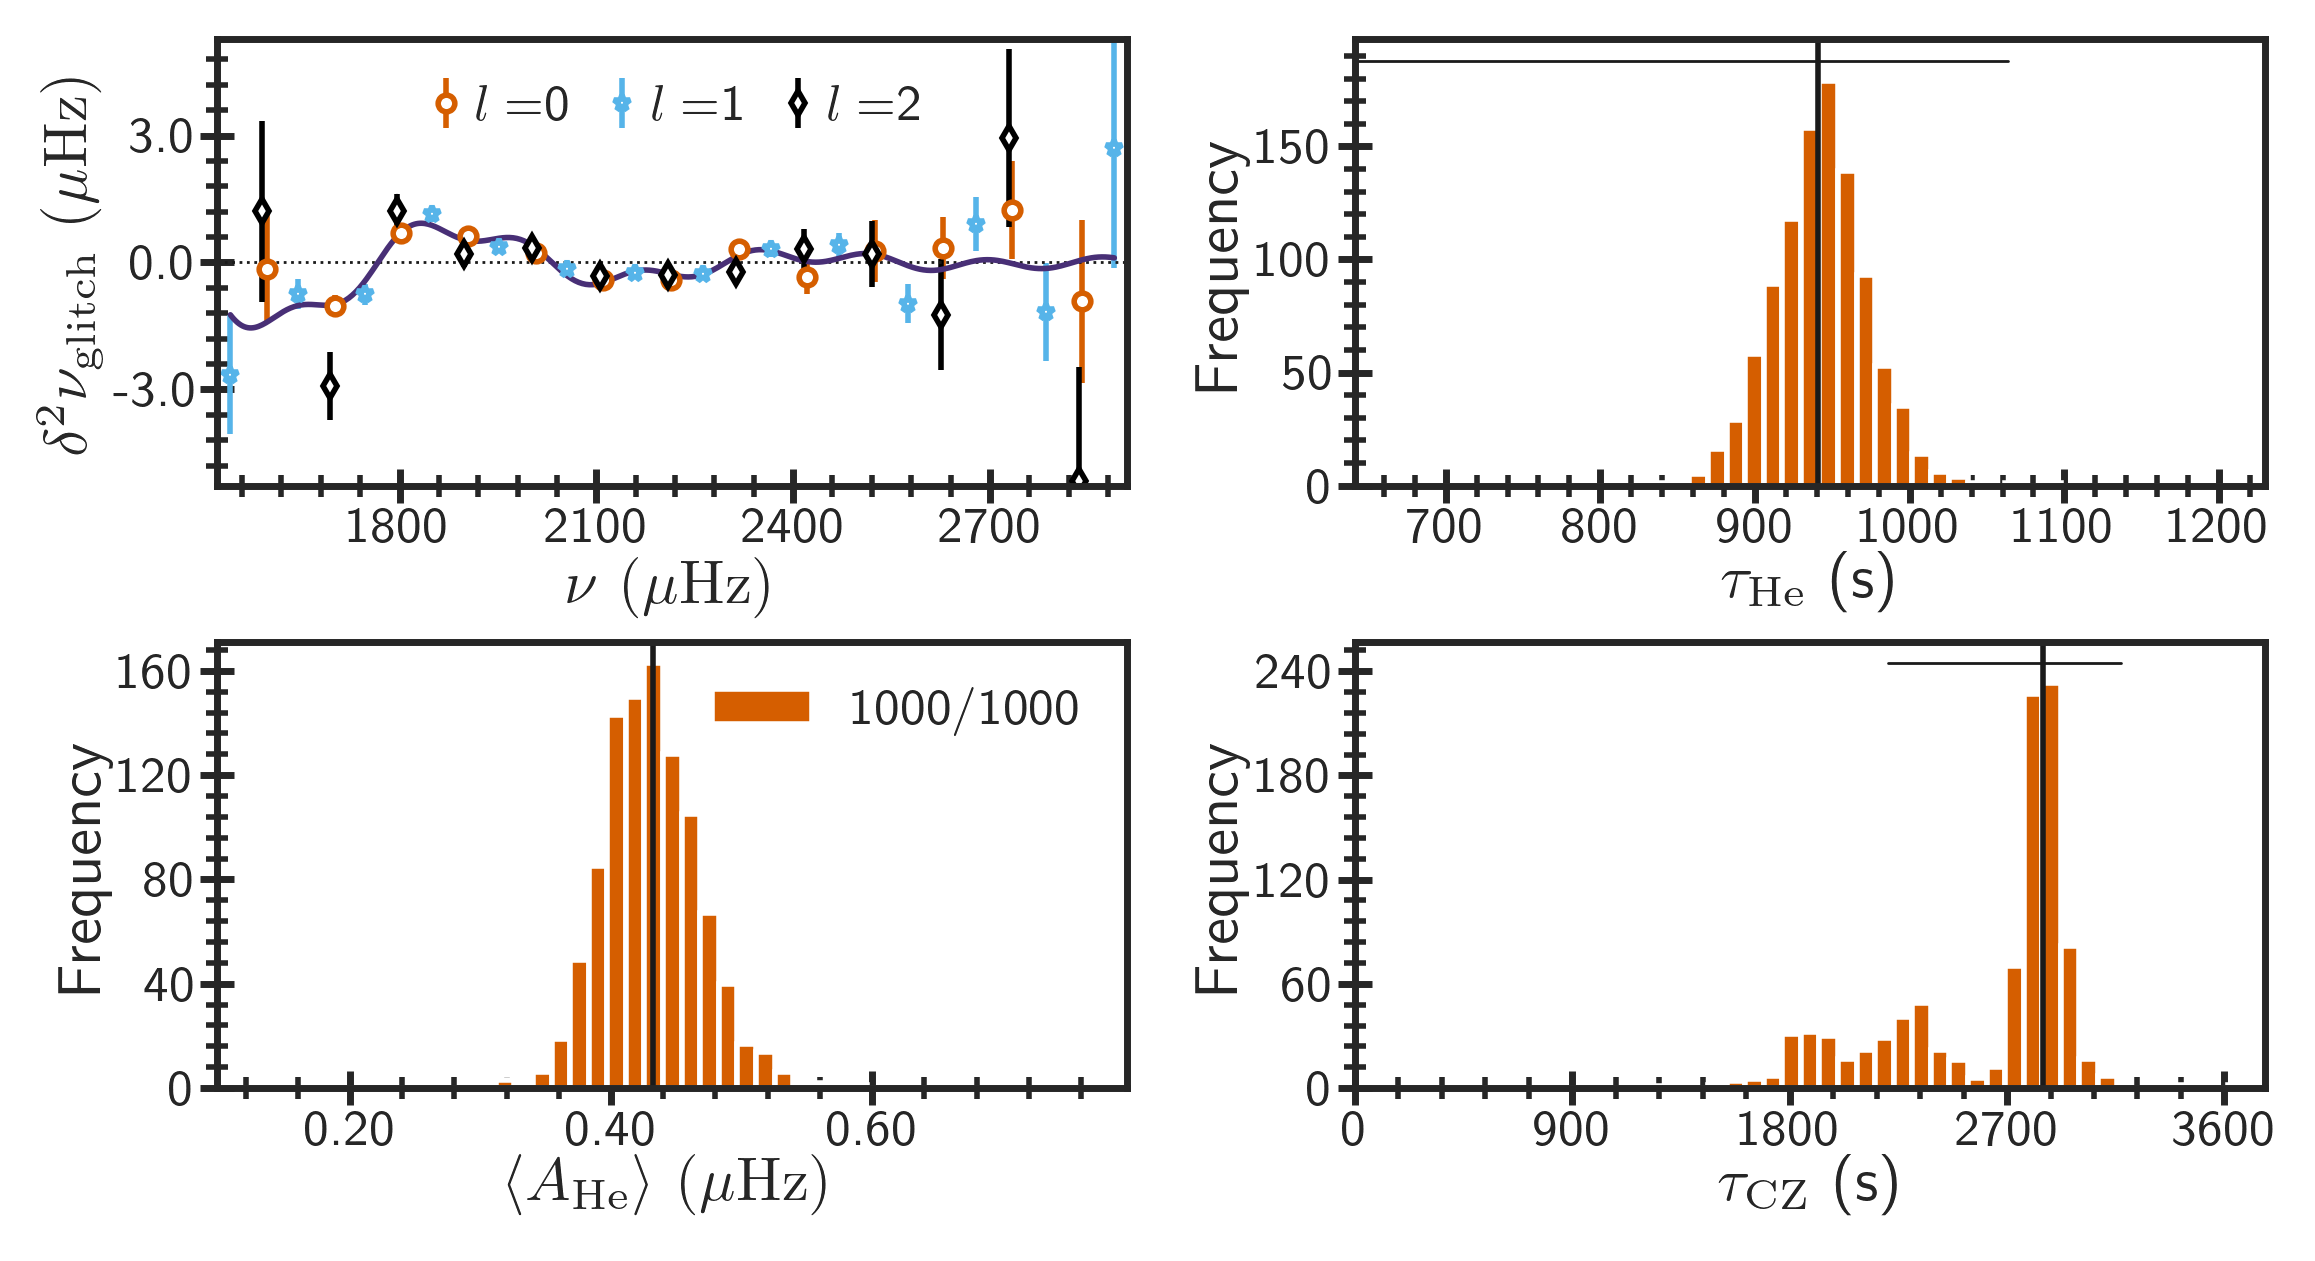 δ²ν_glitch (μHz)
3.0
0.0
-3.0
l =0 l =1 l =2
1800 2100 2400 2700
ν (μHz)
Frequency
150
100
50
0
700 800 900 1000 1100 1200
τ_He (s)
Frequency
160
120
80
40
0
1000/1000
0.20 0.40 0.60
⟨A_He⟩ (μHz)
Frequency
240
180
120
60
0
0 900 1800 2700 3600
τ_CZ (s)